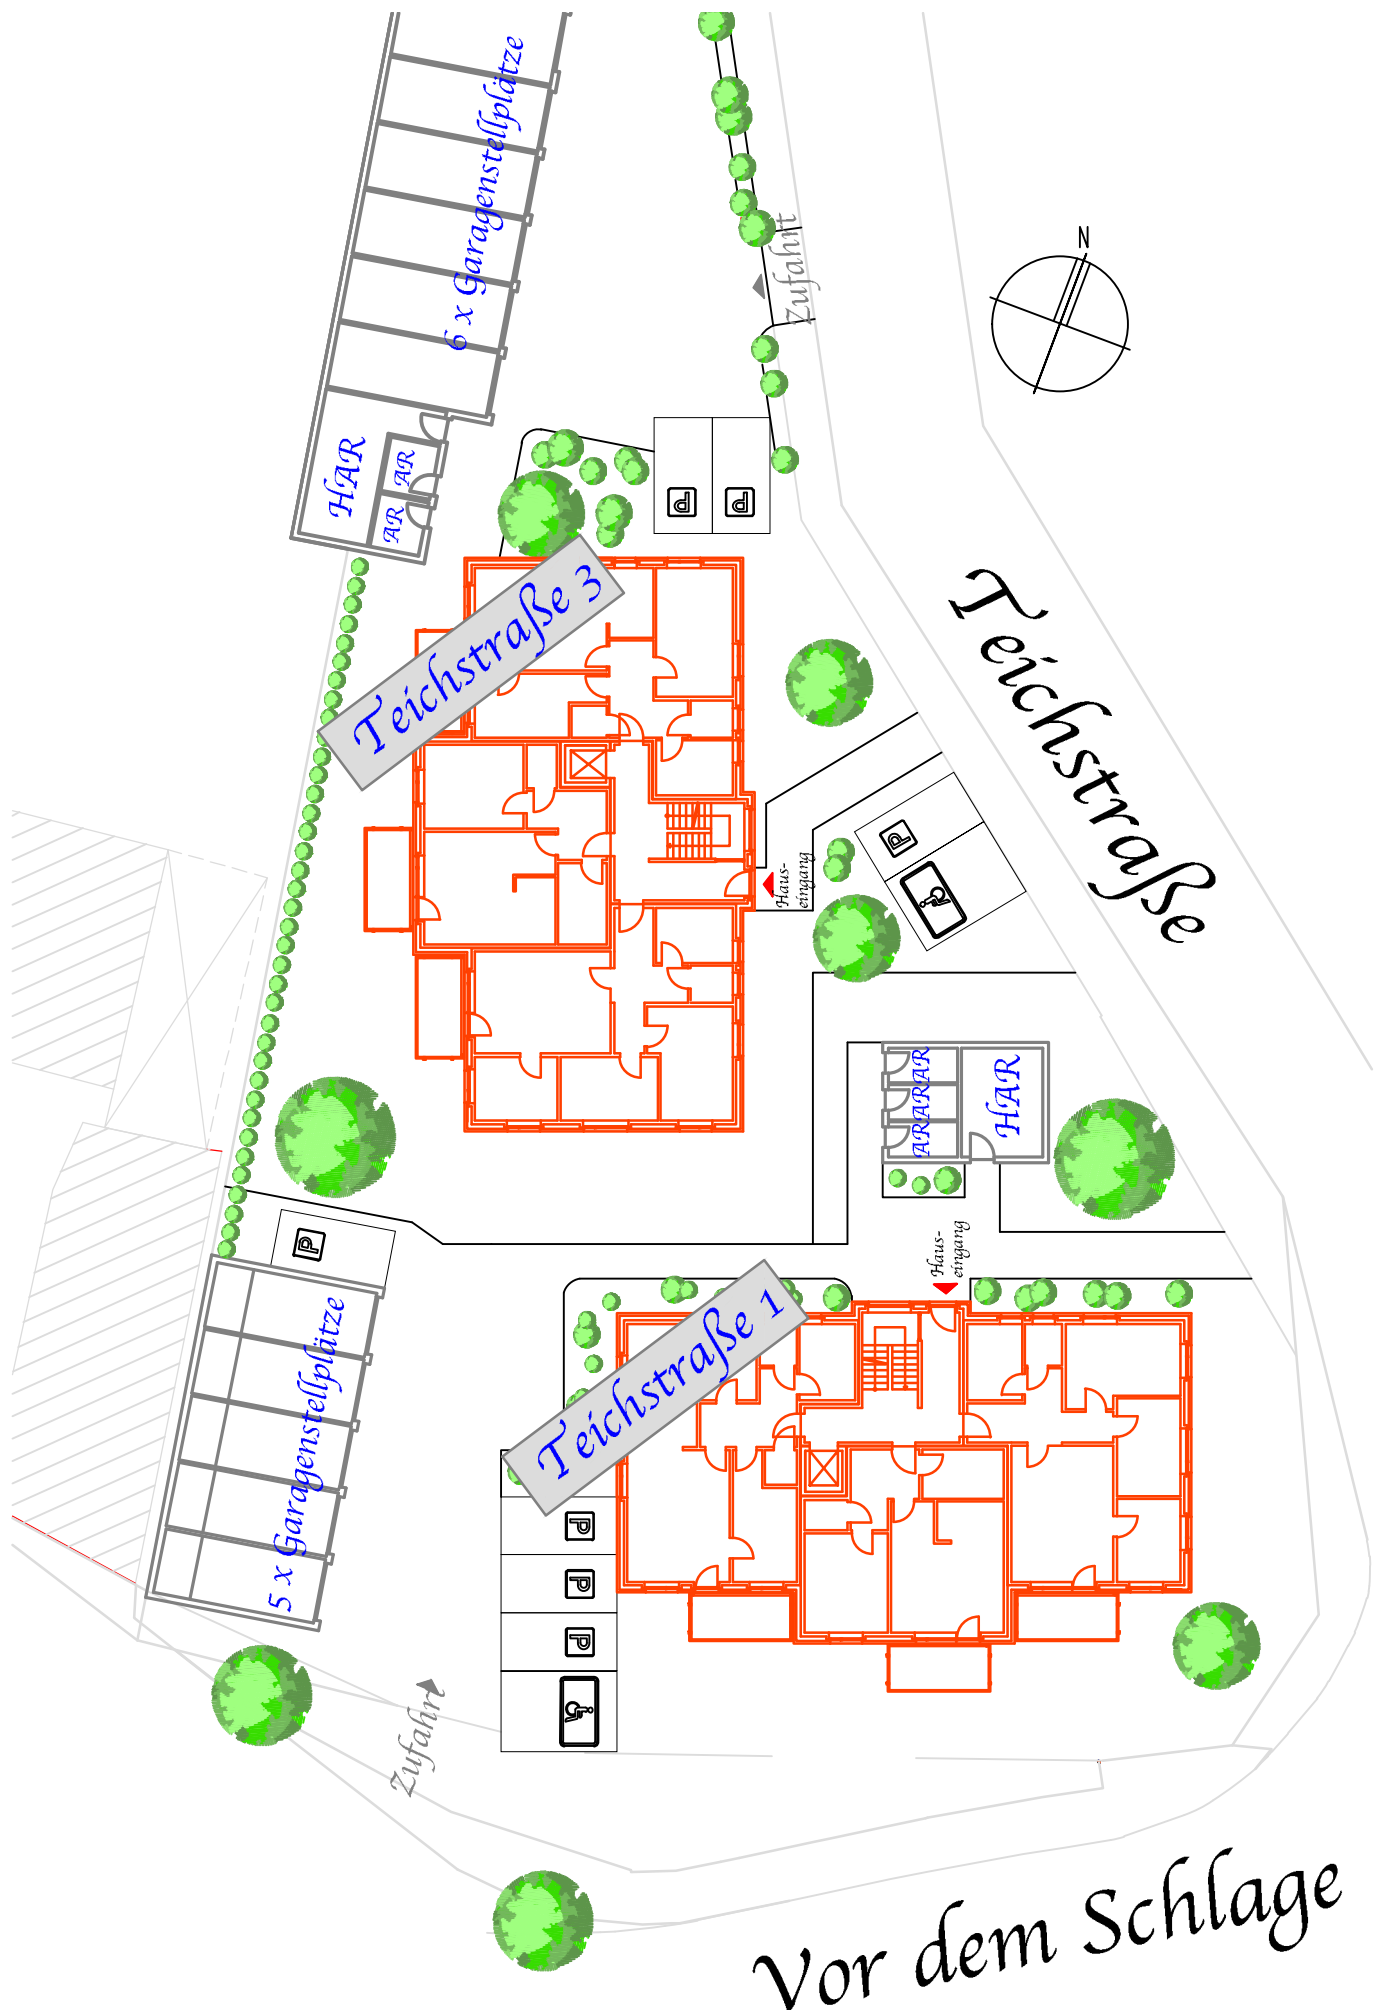 6 x Garagenstellplätze
Zufahrt
N
HAR
AR
AR
P
P
Teichstraße 3
Teichstraße
P
Haus-
eingang
AR
AR
AR
HAR
P
Haus-
eingang
Teichstraße 1
5 x Garagenstellplätze
P
P
P
Zufahrt
Vor dem Schlage